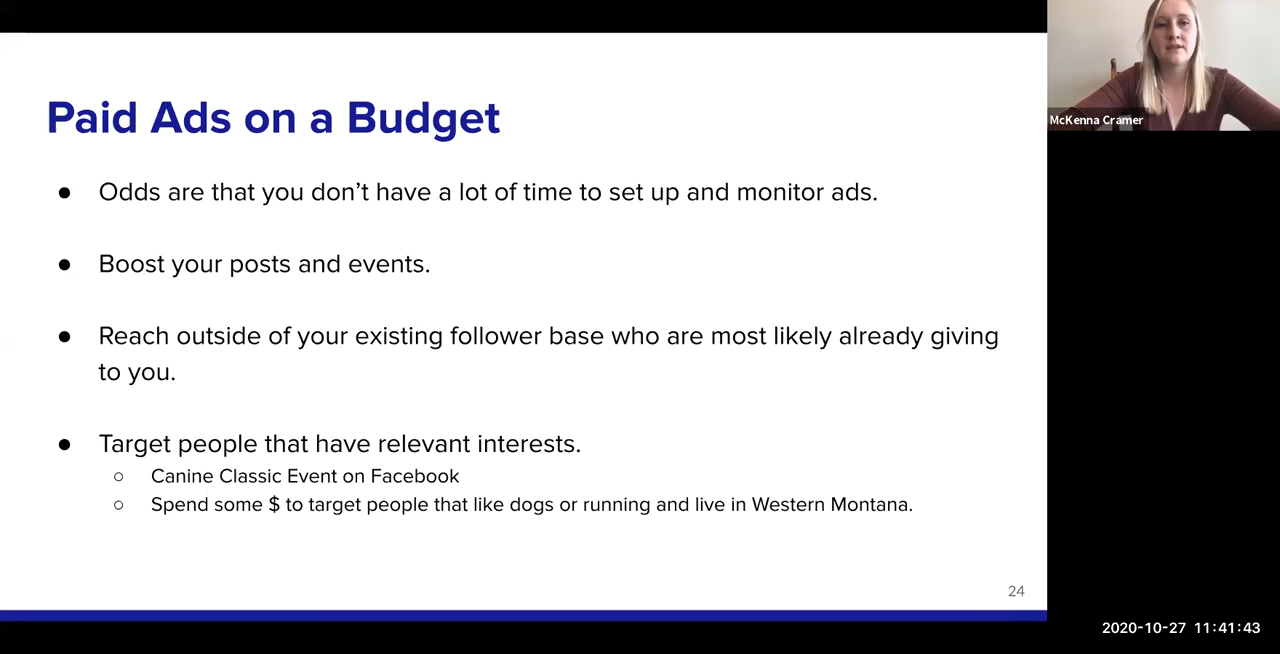 Paid Ads on a Budget
● Odds are that you don’t have a lot of time to set up and monitor ads.
● Boost your posts and events.
● Reach outside of your existing follower base who are most likely already giving
to you.
● Target people that have relevant interests.
○ Canine Classic Event on Facebook
○ Spend some $ to target people that like dogs or running and live in Western Montana.
24
McKenna Cramer
2020-10-27 11:41:43